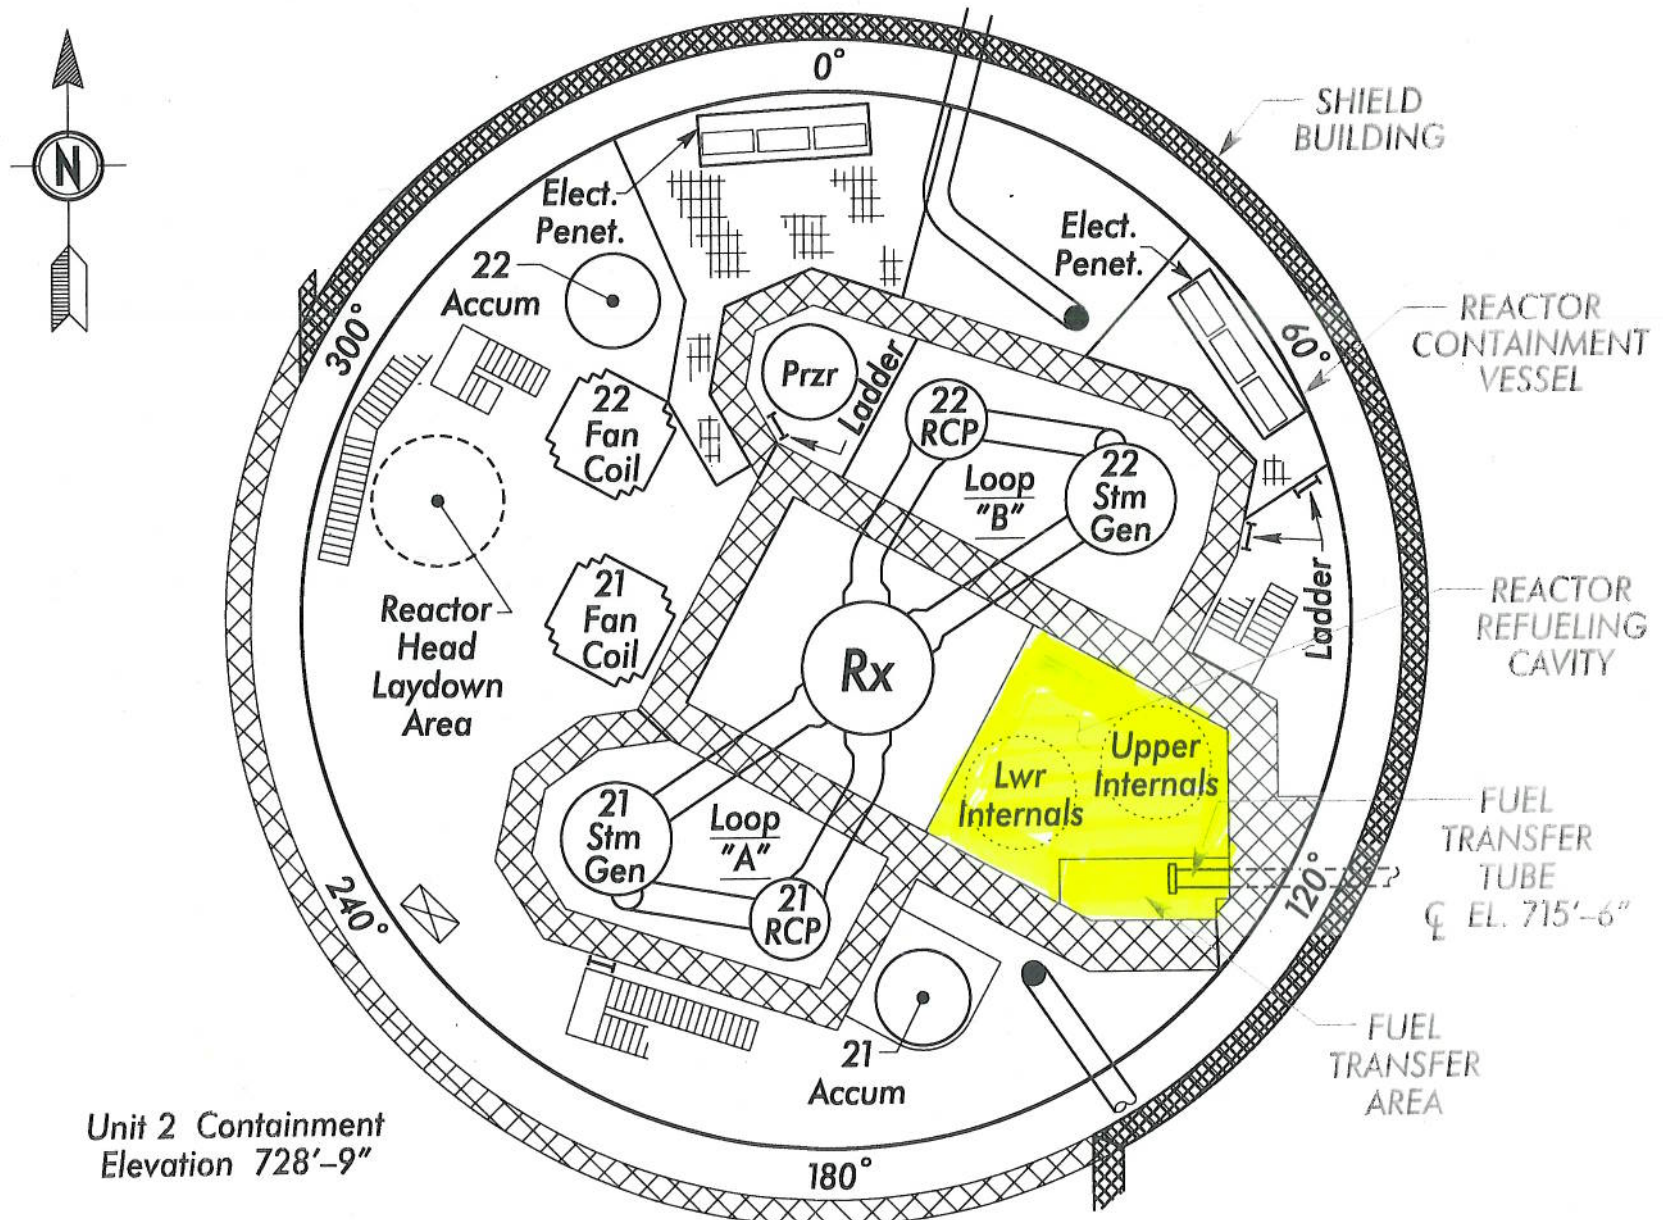 N
0°
SHIELD
BUILDING
Elect.
Penet.
Elect.
Penet.
22
Accum
300°
60°
REACTOR
CONTAINMENT
VESSEL
Przr
Ladder
22
RCP
22
Fan
Coil
22
Stm
Gen
Loop
"B"
Ladder
21
Fan
Coil
Reactor
Head
Laydown
Area
Rx
REACTOR
REFUELING
CAVITY
Upper
Internals
Lwr
Internals
21
Stm
Gen
Loop
"A"
21
RCP
FUEL
TRANSFER
TUBE
℄ EL. 715'-6"
240°
120°
21
Accum
FUEL
TRANSFER
AREA
Unit 2 Containment
Elevation 728'-9"
180°